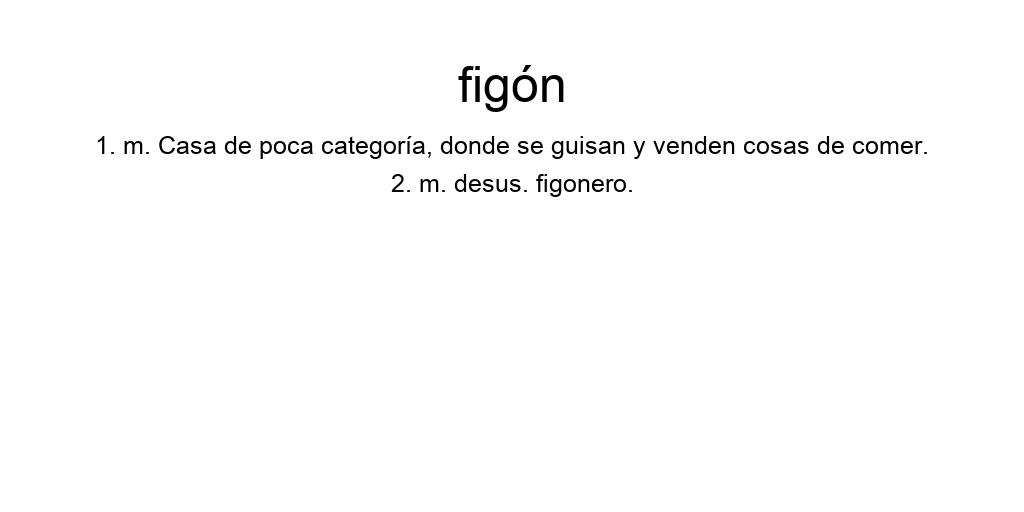 figón
1. m. Casa de poca categoría, donde se guisan y venden cosas de comer.
2. m. desus. figonero.